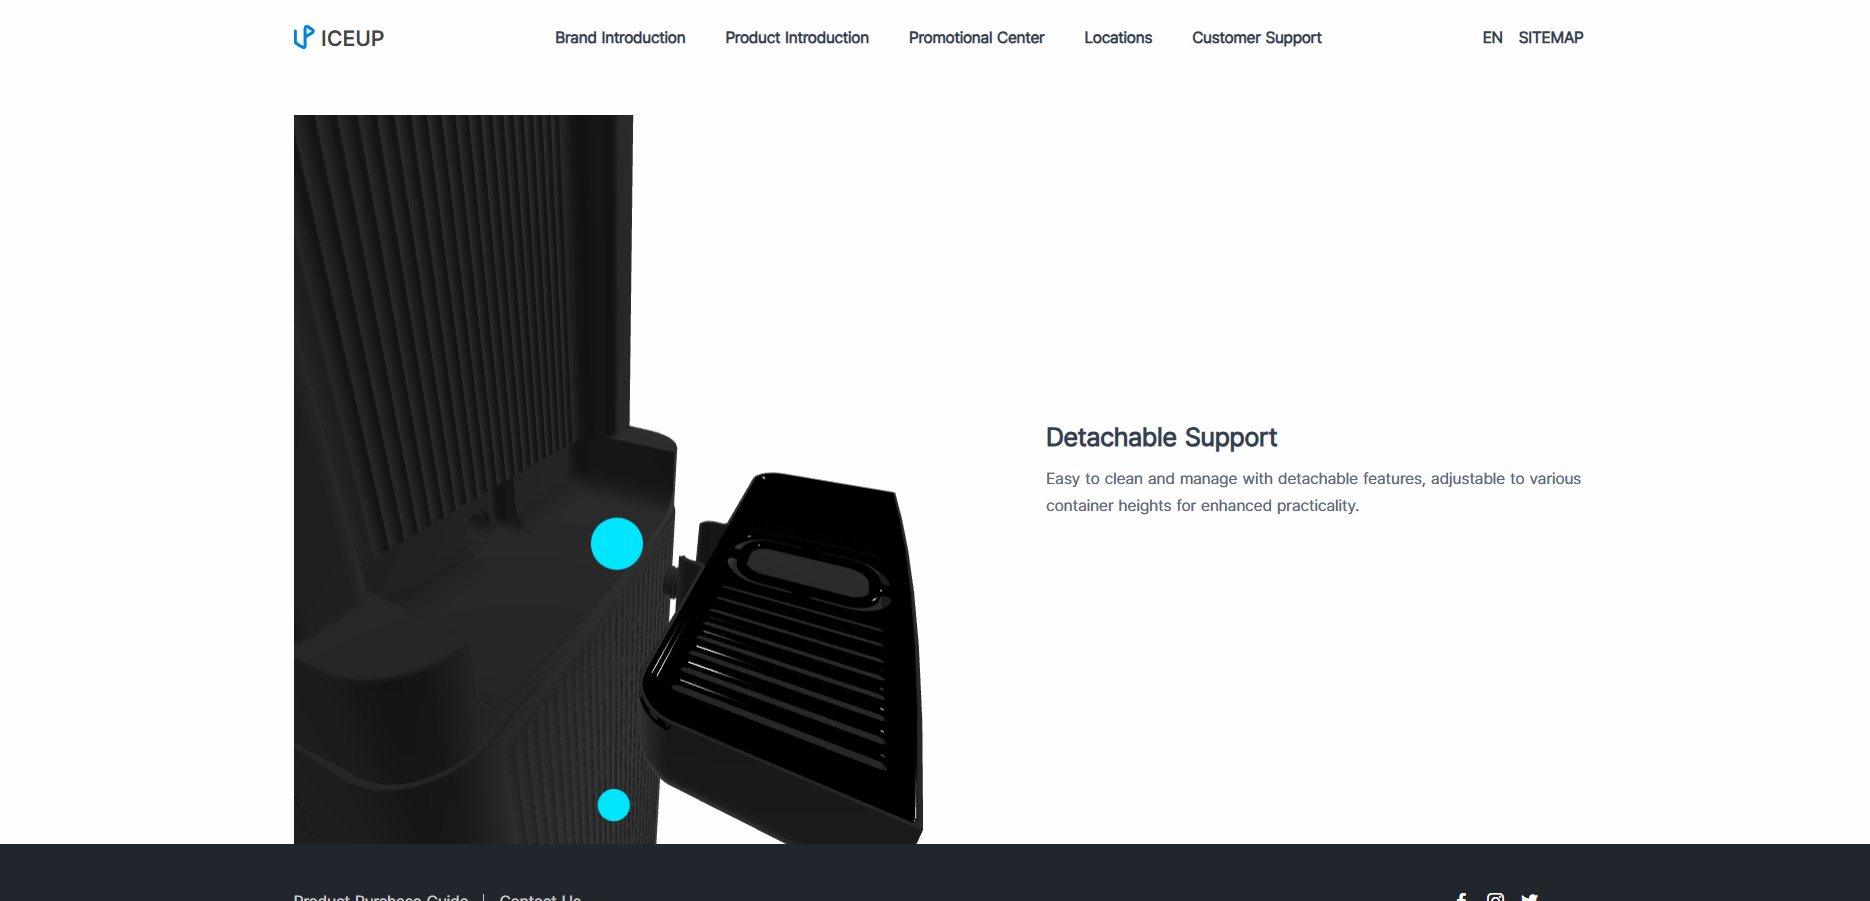 ICEUP
Brand Introduction
Product Introduction
Promotional Center
Locations
Customer Support
EN
SITEMAP
Detachable Support
Easy to clean and manage with detachable features, adjustable to various
container heights for enhanced practicality.
Product Purchase Guide | Contact Us